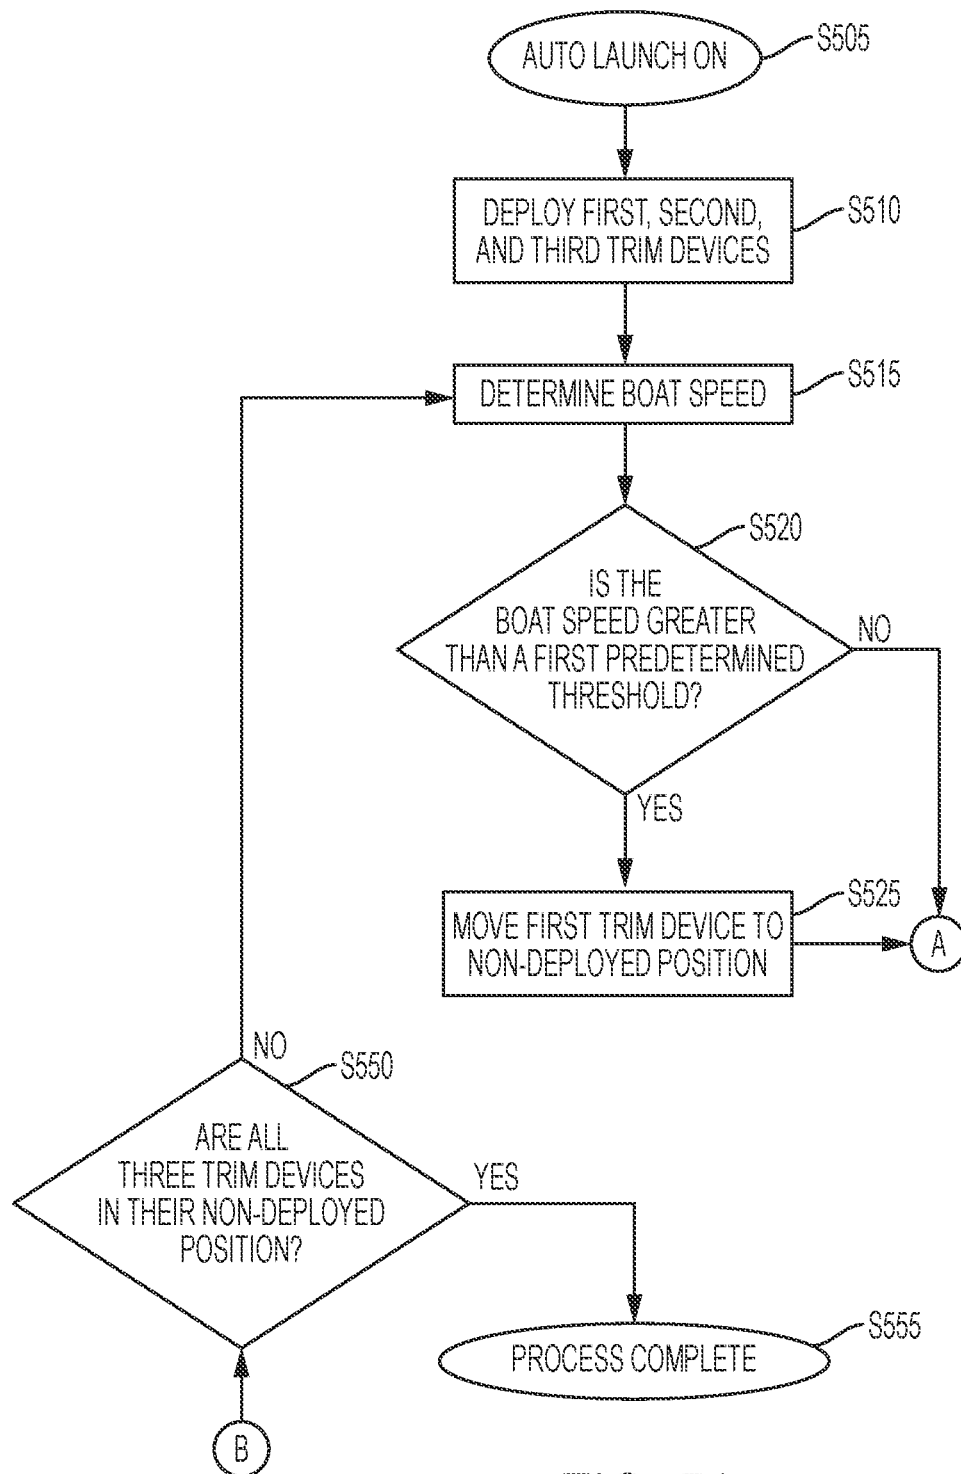 AUTO LAUNCH ON
S505
DEPLOY FIRST, SECOND,
AND THIRD TRIM DEVICES
S510
DETERMINE BOAT SPEED
S515
S520
IS THE
BOAT SPEED GREATER
THAN A FIRST PREDETERMINED
THRESHOLD?
NO
YES
MOVE FIRST TRIM DEVICE TO
NON-DEPLOYED POSITION
S525
A
NO
S550
ARE ALL
THREE TRIM DEVICES
IN THEIR NON-DEPLOYED
POSITION?
YES
PROCESS COMPLETE
S555
B